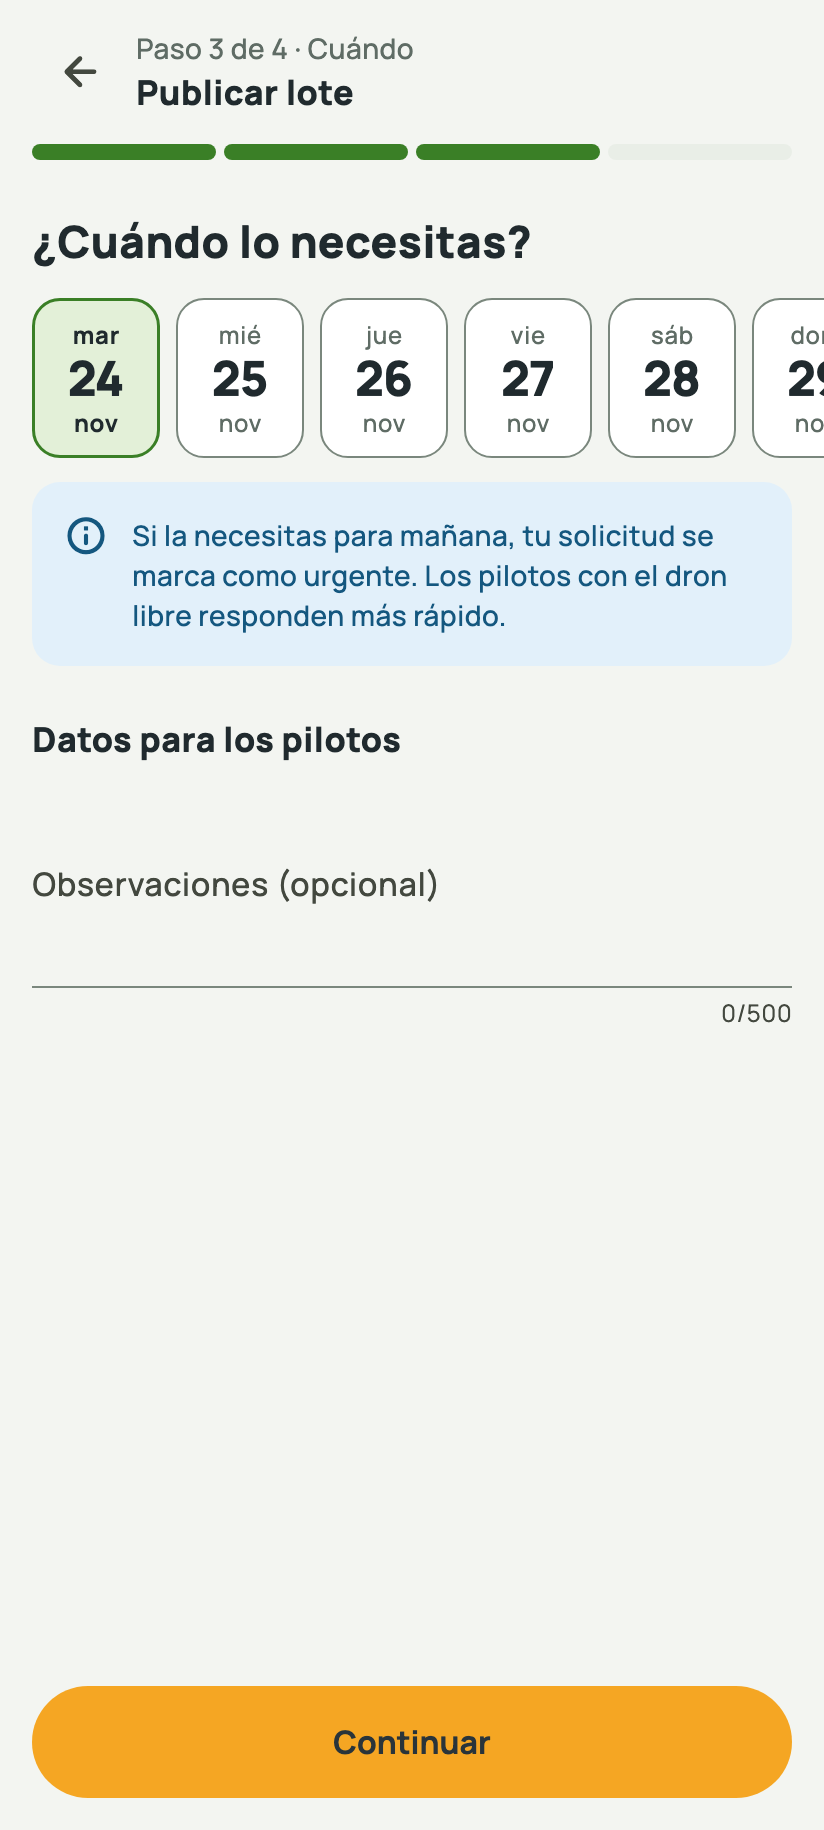 Paso 3 de 4 · Cuándo
Publicar lote
¿Cuándo lo necesitas?
mar mié jue vie sáb
24 25 26 27 28
nov nov nov nov nov
Si la necesitas para mañana, tu solicitud se
marca como urgente. Los pilotos con el dron
libre responden más rápido.
Datos para los pilotos
Observaciones (opcional)
0/500
Continuar